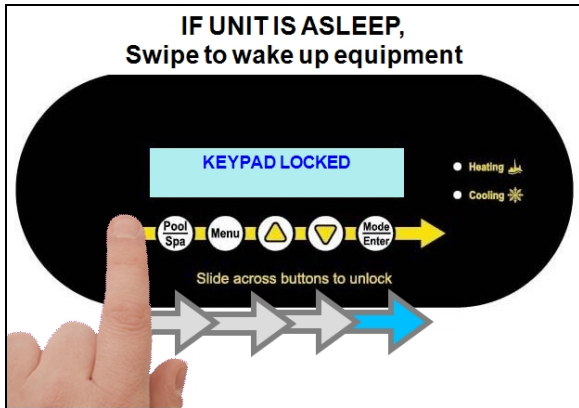 IF UNIT IS ASLEEP,
Swipe to wake up equipment
KEYPAD LOCKED
Heating
Cooling
Pool
Spa
Menu
Mode
Enter
Slide across buttons to unlock